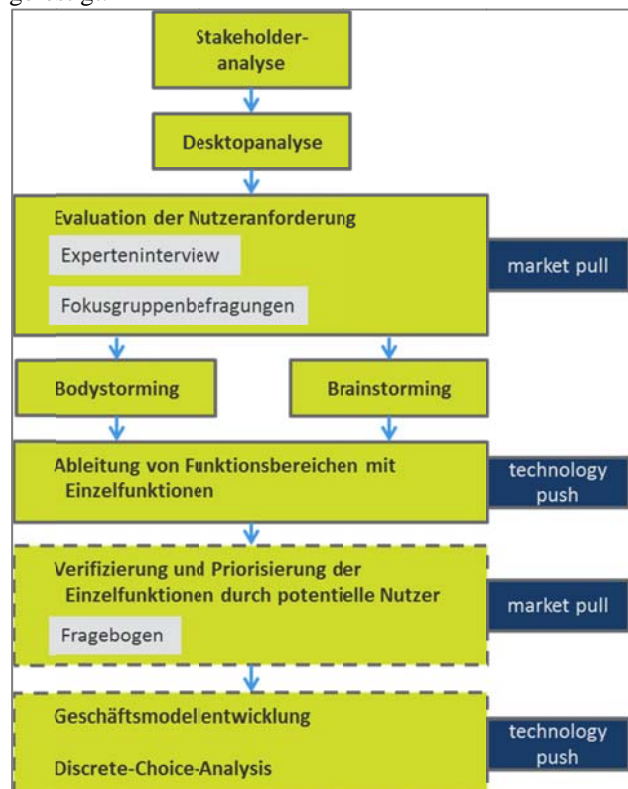 Stakeholder-
analyse
Desktopanalyse
Evaluation der Nutzeranforderung
Experteninterview
Fokusgruppenbefragungen
market pull
Bodystorming
Brainstorming
Ableitung von Funktionsbereichen mit
Einzelfunktionen
technology
push
Verifizierung und Priorisierung der
Einzelfunktionen durch potentielle Nutzer
Fragebogen
market pull
Geschäftsmodellentwicklung
Discrete-Choice-Analysis
technology
push